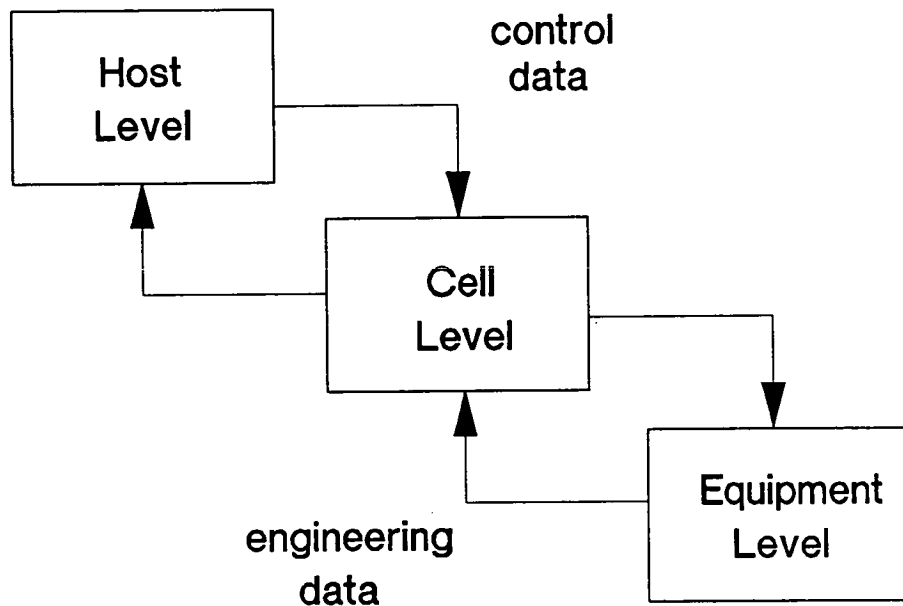 control
data
Host
Level
Cell
Level
Equipment
Level
engineering
data